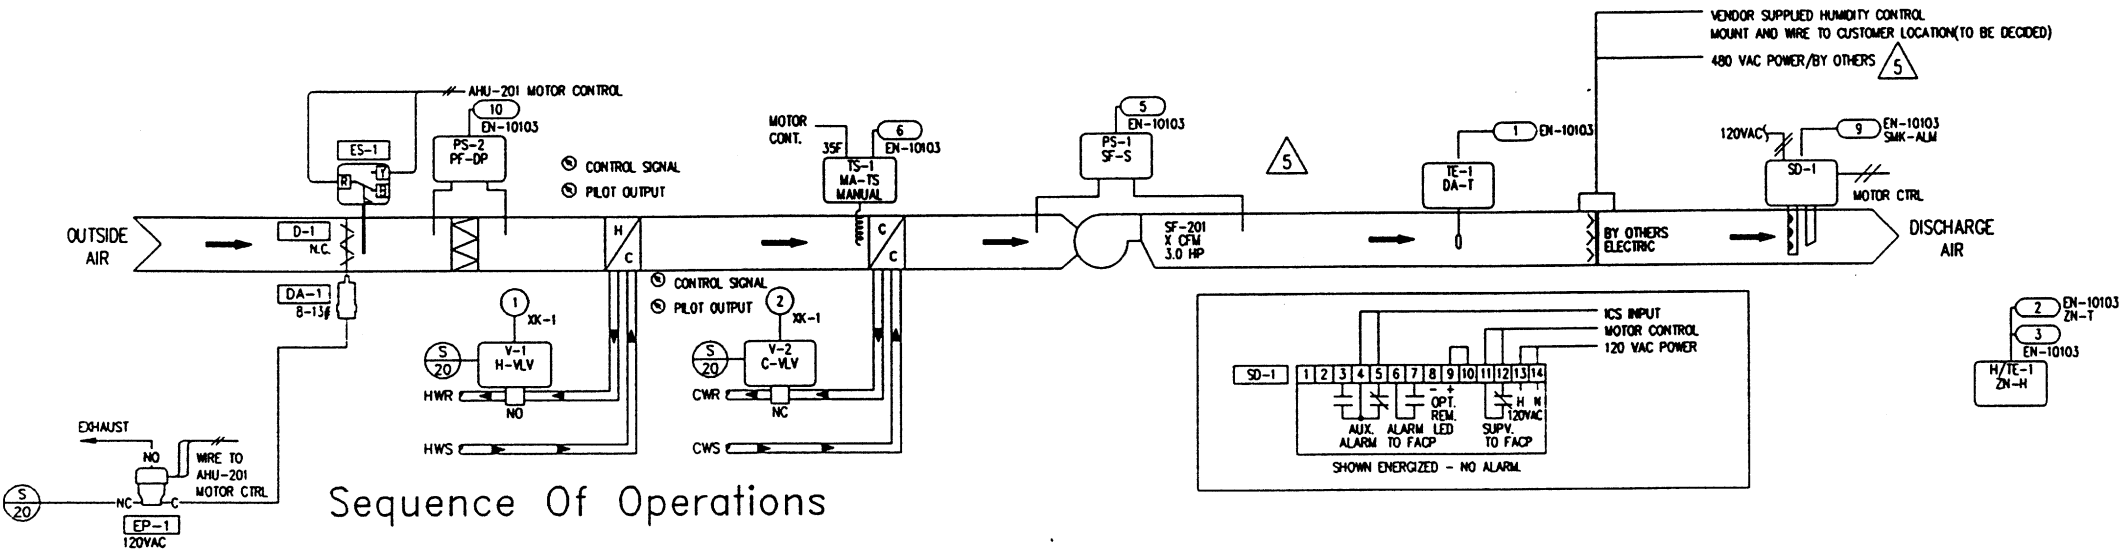 VENDOR SUPPLIED HUMIDITY CONTROL
MOUNT AND WIRE TO CUSTOMER LOCATION(TO BE DECIDED)
480 VAC POWER/BY OTHERS
5
AHU-201 MOTOR CONTROL
10
EN-10103
ES-1
R
Y
B
PS-2
PF-DP
CONTROL SIGNAL
PILOT OUTPUT
MOTOR
CONT.
35F
6
EN-10103
TS-1
MA-TS
MANUAL
5
EN-10103
PS-1
SF-S
5
1
EN-10103
TE-1
DA-T
120VAC
9
EN-10103
SMK-ALM
SD-1
MOTOR CTRL
OUTSIDE
AIR
D-1
N.C.
H
C
C
C
SF-201
X CFM
3.0 HP
BY OTHERS
ELECTRIC
DISCHARGE
AIR
DA-1
8-13#
1
XK-1
S
20
V-1
H-VLV
HWR
NO
HWS
CONTROL SIGNAL
PILOT OUTPUT
2
XK-1
S
20
V-2
C-VLV
CWR
NC
CWS
ICS INPUT
MOTOR CONTROL
120 VAC POWER
SD-1
1 2 3 4 5 6 7 8 9 10 11 12 13 14
- +
OPT.
REM.
LED
H N
120VAC
AUX.
ALARM
ALARM
TO FACP
SUPV.
TO FACP
SHOWN ENERGIZED - NO ALARM.
2
EN-10103
ZN-T
3
EN-10103
H/TE-1
ZN-H
EXHAUST
NO
WIRE TO
AHU-201
MOTOR CTRL
S
20
NC
C
EP-1
120VAC
Sequence Of Operations